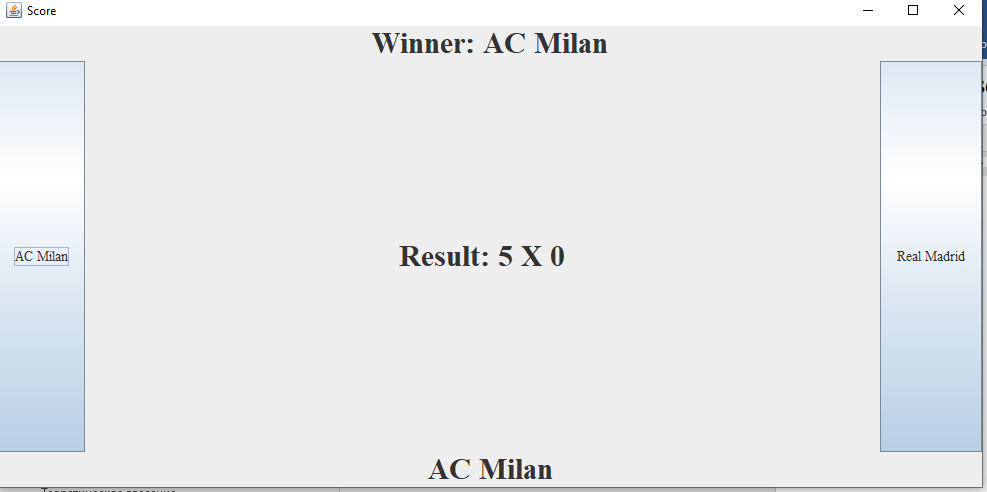 Score
Winner: AC Milan
AC Milan
Result: 5 X 0
Real Madrid
AC Milan